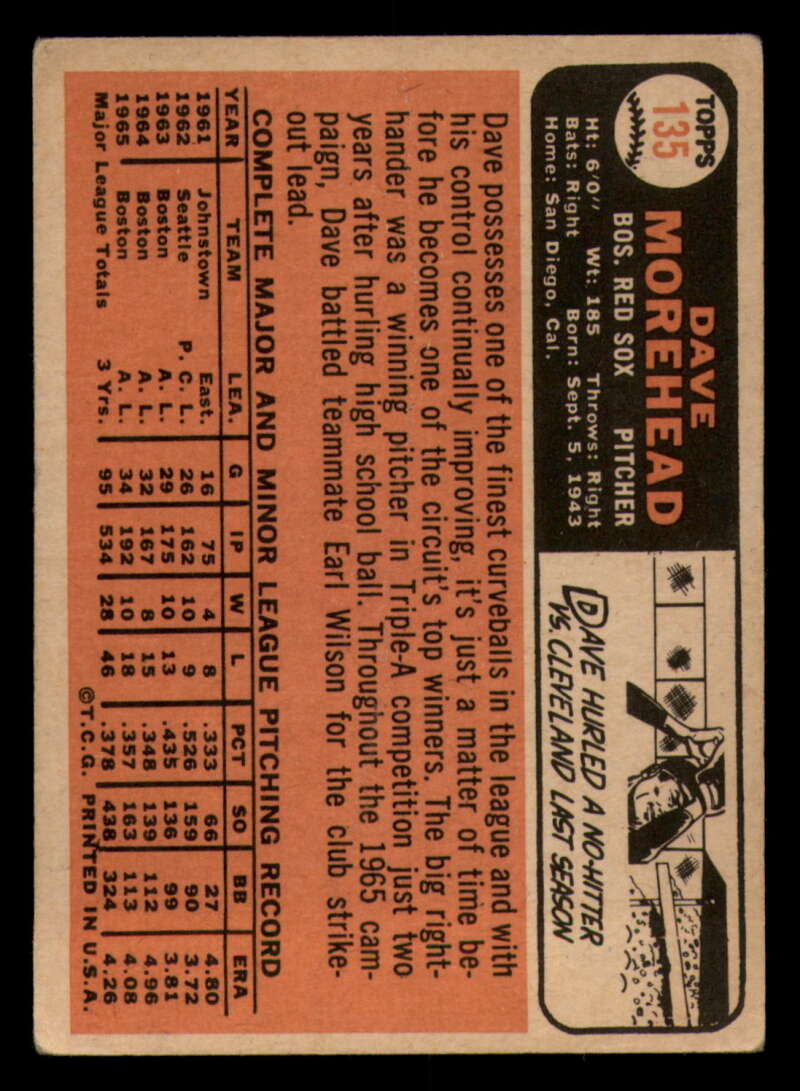 TOPPS
135
DAVE
MOREHEAD
BOS. RED SOX PITCHER
Ht: 6'0" Wt: 185 Throws: Right
Bats: Right Born: Sept. 5, 1943
Home: San Diego, Cal.
DAVE HURLED A NO-HITTER
VS. CLEVELAND LAST SEASON
Dave possesses one of the finest curveballs in the league and with
his control continually improving, it's just a matter of time be-
fore he becomes one of the circuit's top winners. The big right-
hander was a winning pitcher in Triple-A competition just two
years after hurling high school ball. Throughout the 1965 cam-
paign, Dave battled teammate Earl Wilson for the club strike-
out lead.
COMPLETE MAJOR AND MINOR LEAGUE PITCHING RECORD
YEAR TEAM LEA. G IP W L PCT SO BB ERA
1961 Johnstown East. 16 75 4 8 .333 66 27 4.80
1962 Seattle P. C. L. 26 162 10 9 .526 159 90 3.72
1963 Boston A. L. 29 175 10 13 .435 136 99 3.81
1964 Boston A. L. 32 167 8 15 .348 139 112 4.96
1965 Boston A. L. 34 192 10 18 .357 163 113 4.08
Major League Totals 3 Yrs. 95 534 28 46 .378 438 324 4.26
©T.C.G. PRINTED IN U.S.A.